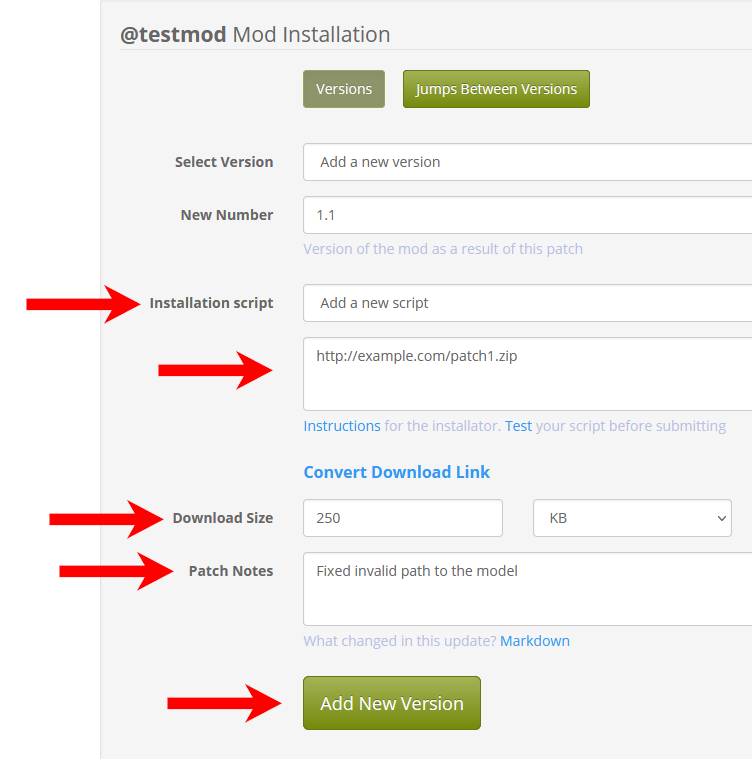 @testmod Mod Installation
Versions Jumps Between Versions
Select Version Add a new version
New Number 1.1
Version of the mod as a result of this patch
Installation script Add a new script
http://example.com/patch1.zip
Instructions for the installator. Test your script before submitting
Convert Download Link
Download Size 250 KB
Patch Notes Fixed invalid path to the model
What changed in this update? Markdown
Add New Version